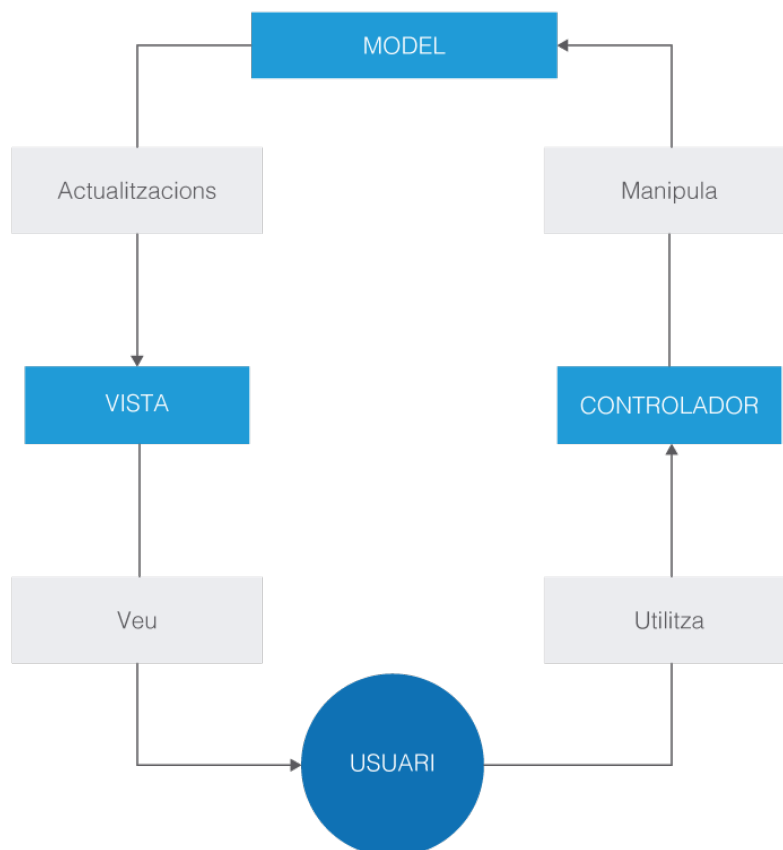 MODEL
Actualitzacions
Manipula
VISTA
CONTROLADOR
Veu
Utilitza
USUARI